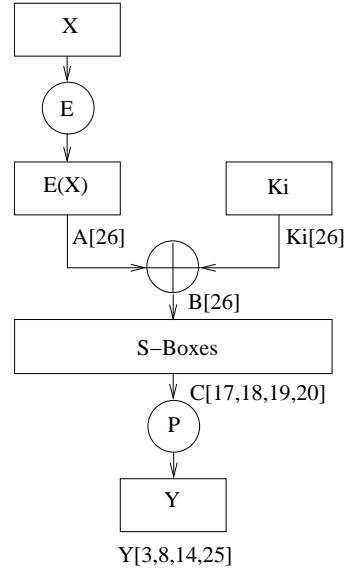 X
E
E(X)
Ki
A[26]
Ki[26]
B[26]
S−Boxes
C[17,18,19,20]
P
Y
Y[3,8,14,25]